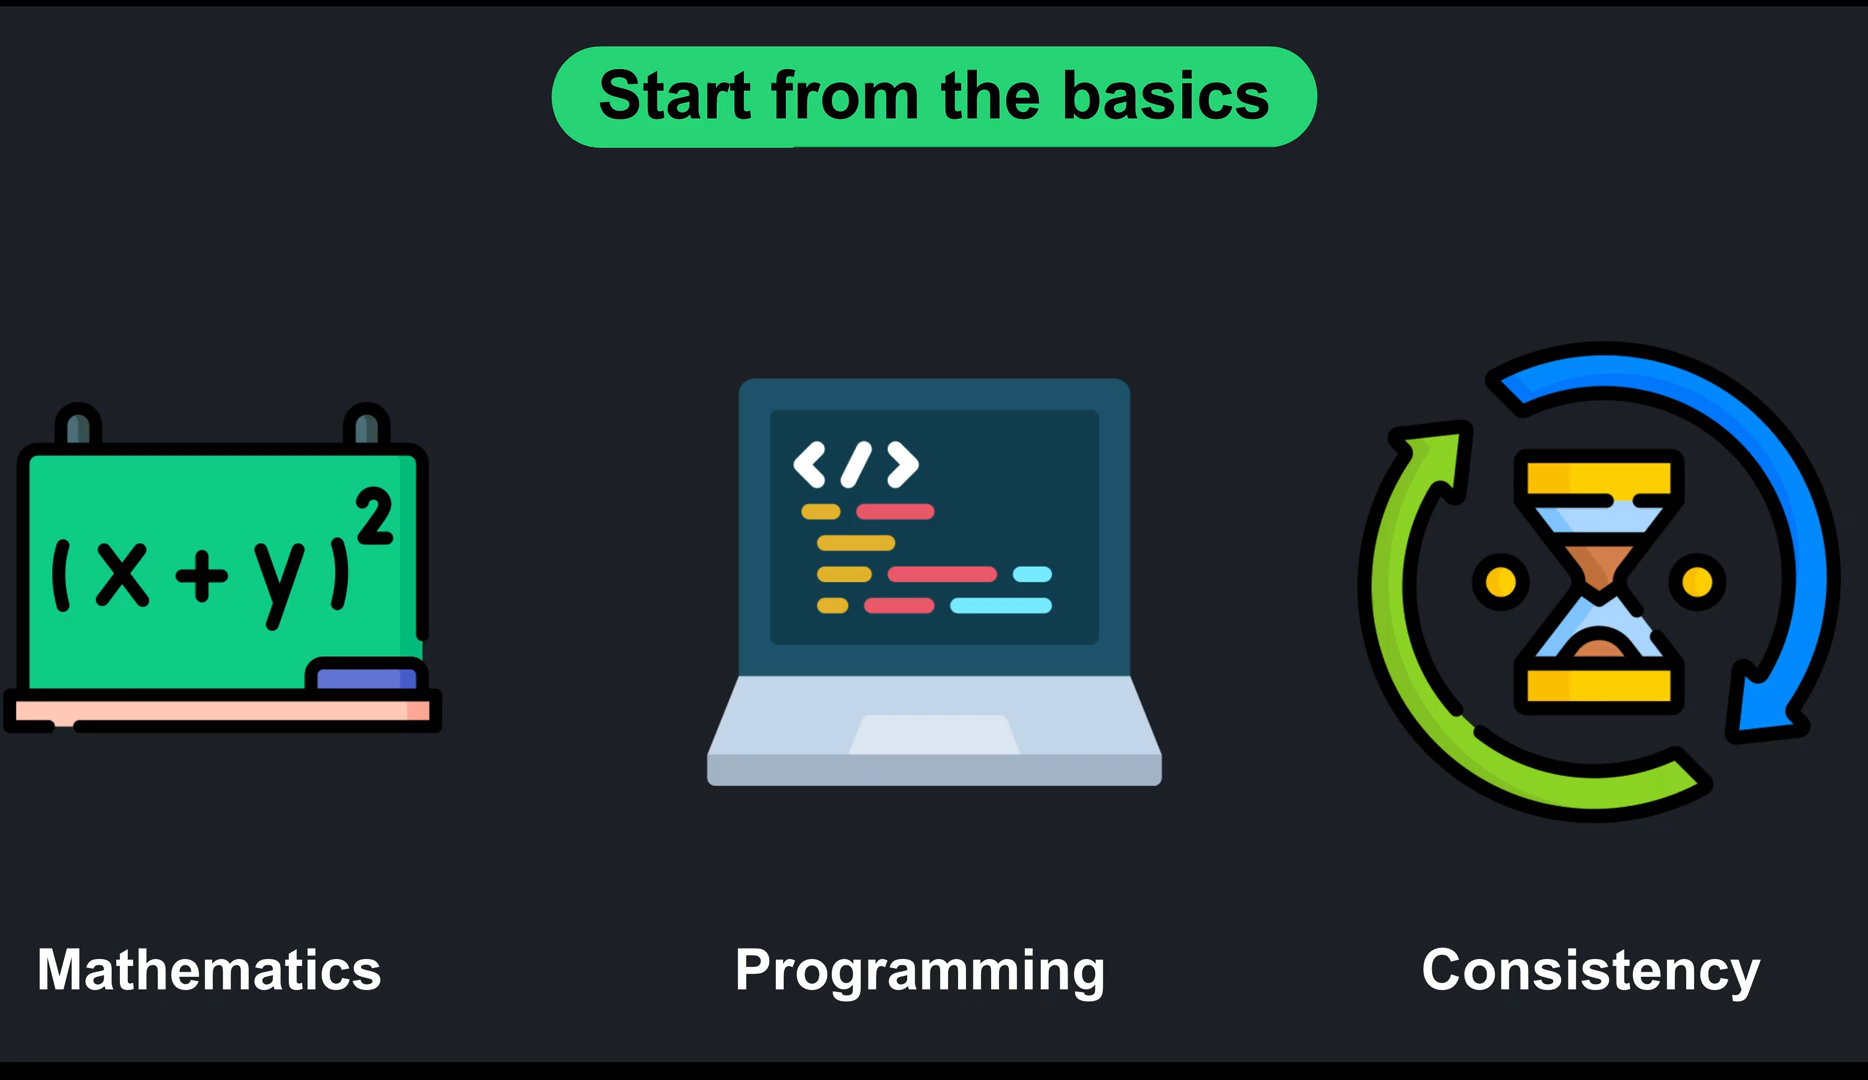 Start from the basics
(x + y)²
</>
Mathematics
Programming
Consistency